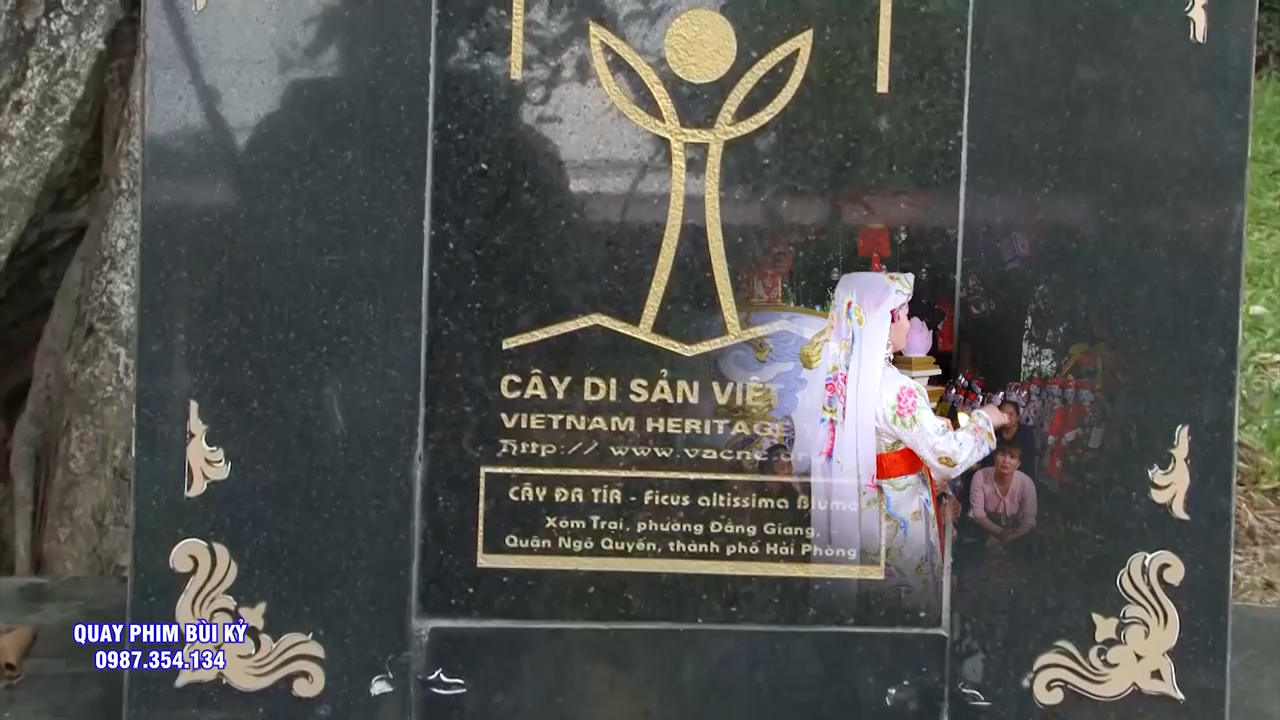 CÂY DI SẢN VIỆT
VIETNAM HERITAGE
http:// www.vacne.or
CÂY ĐA TÍA - Ficus altissima Blume
Xóm Trại, phường Đằng Giang,
Quận Ngô Quyền, thành phố Hải Phòng
QUAY PHIM BÙI KỶ
0987.354.134